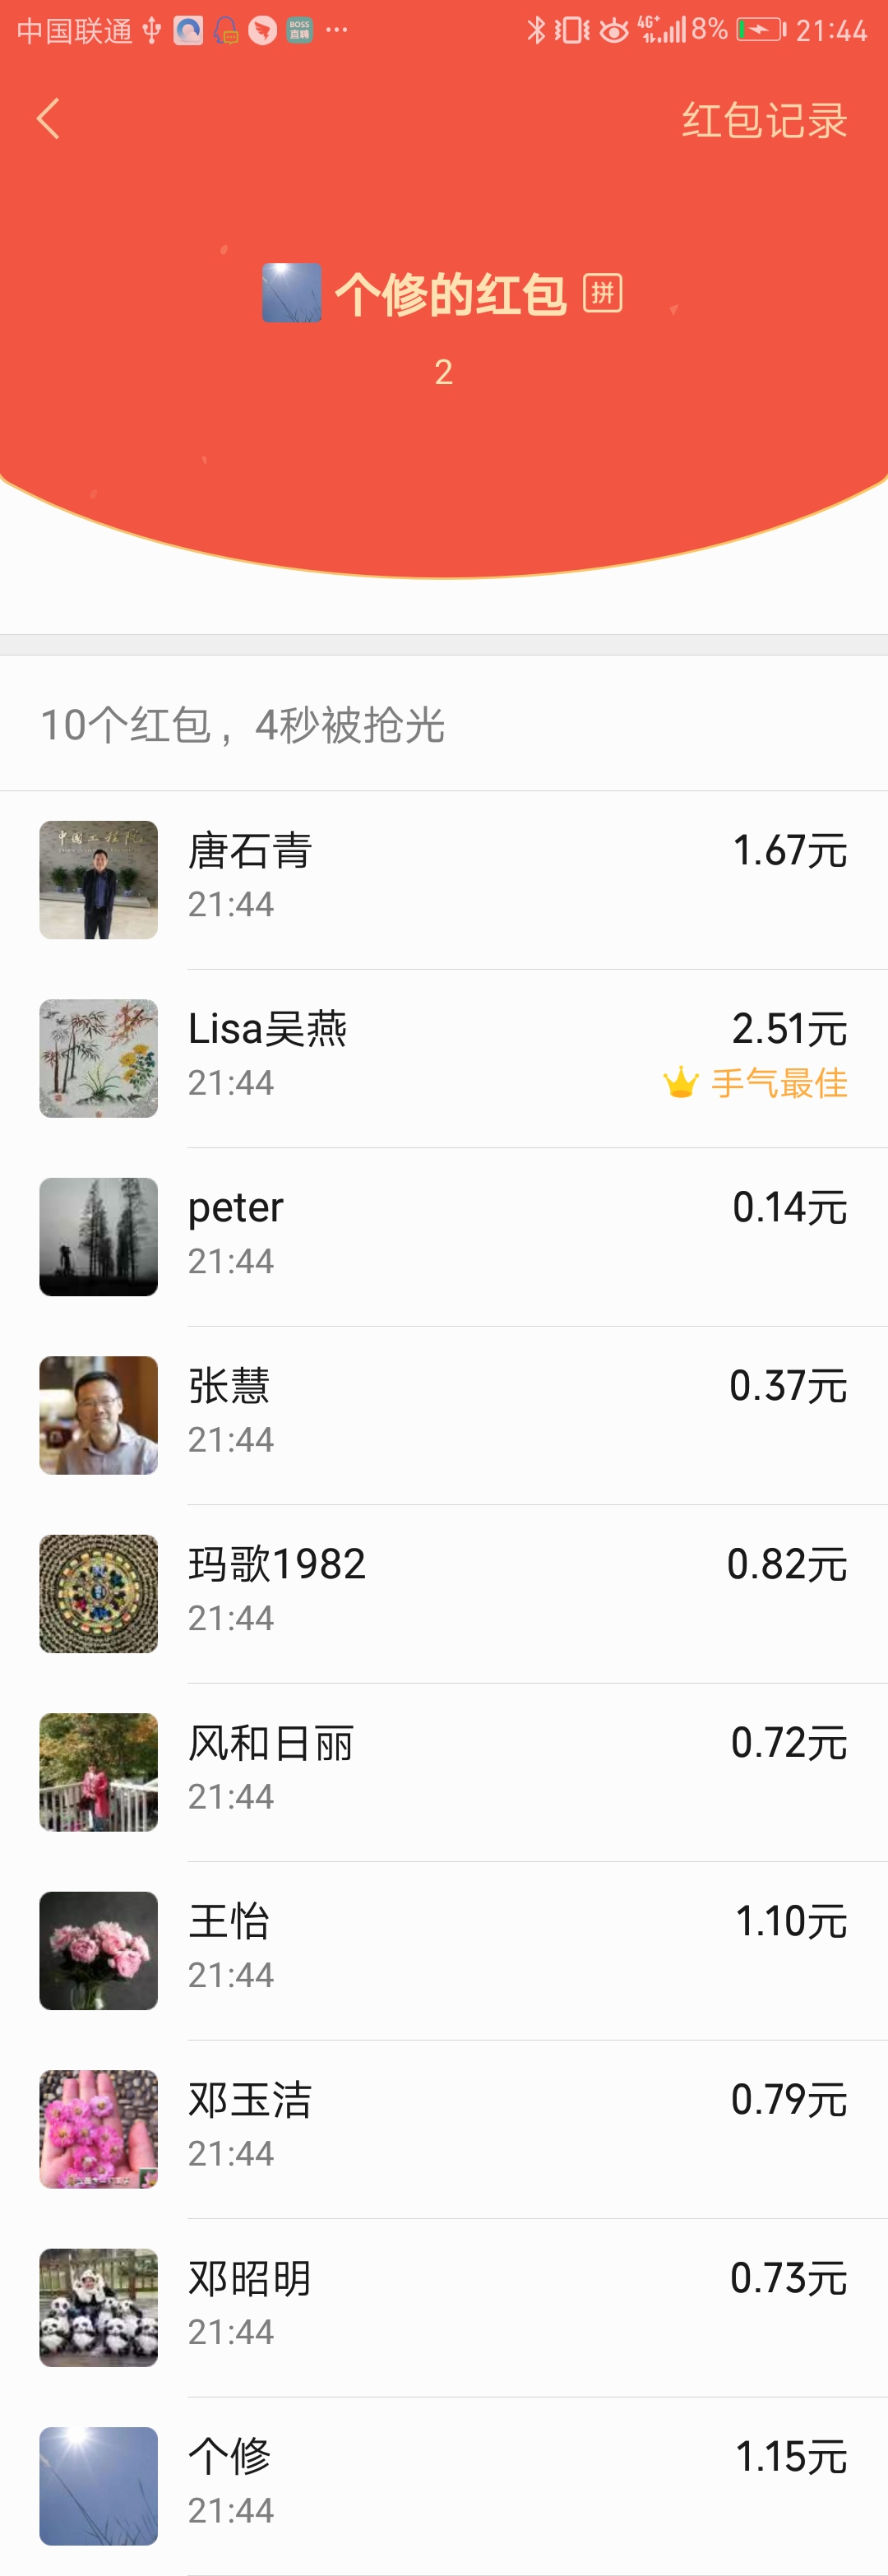 中国联通 BOSS直聘 ··· 4G+ 8% 21:44
红包记录
个修的红包 拼
2
10个红包，4秒被抢光
唐石青 1.67元
21:44
Lisa吴燕 2.51元
21:44 手气最佳
peter 0.14元
21:44
张慧 0.37元
21:44
玛歌1982 0.82元
21:44
风和日丽 0.72元
21:44
王怡 1.10元
21:44
邓玉洁 0.79元
21:44
邓昭明 0.73元
21:44
个修 1.15元
21:44